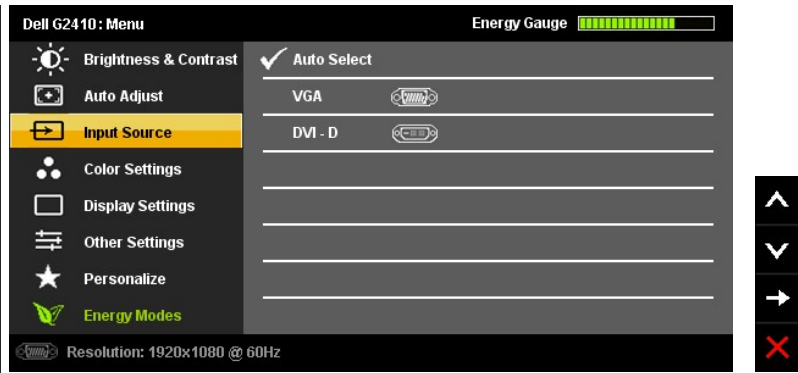 Dell G2410 : Menu
Energy Gauge
Brightness & Contrast
Auto Select
Auto Adjust
VGA
Input Source
DVI - D
Color Settings
Display Settings
Other Settings
Personalize
Energy Modes
Resolution: 1920x1080 @ 60Hz